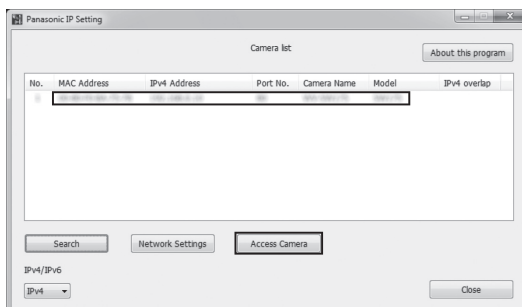 Panasonic IP Setting
Camera list
About this program
No. MAC Address IPv4 Address Port No. Camera Name Model IPv4 overlap
Search Network Settings Access Camera
IPv4/IPv6
IPv4 Close